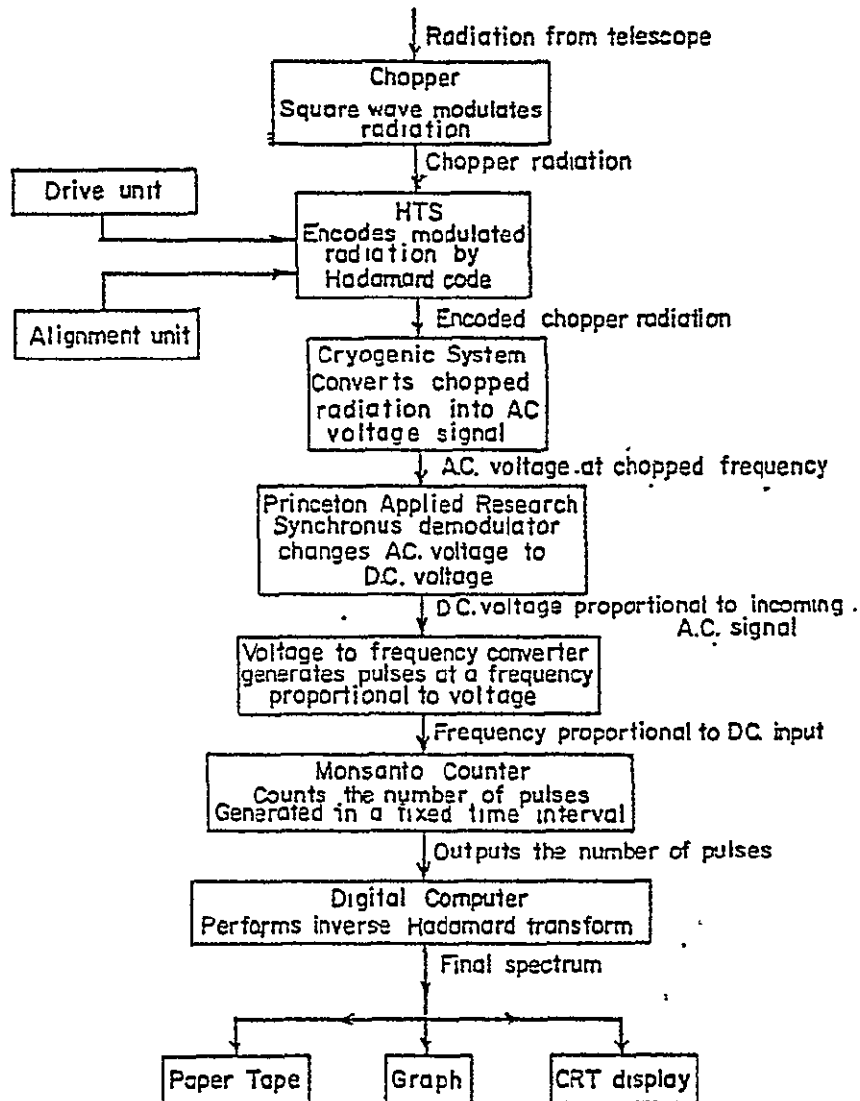 Radiation from telescope
Chopper
Square wave modulates
radiation
Chopper radiation
Drive unit
HTS
Encodes modulated
radiation by
Hadamard code
Alignment unit
Encoded chopper radiation
Cryogenic System
Converts chopped
radiation into AC
voltage signal
A.C. voltage at chopped frequency
Princeton Applied Research
Synchronus demodulator
changes A.C. voltage to
D.C. voltage
D.C. voltage proportional to incoming
A.C. signal
Voltage to frequency converter
generates pulses at a frequency
proportional to voltage
Frequency proportional to D.C. input
Monsanto Counter
Counts the number of pulses
Generated in a fixed time interval
Outputs the number of pulses
Digital Computer
Performs inverse Hadamard transform
Final spectrum
Paper Tape
Graph
CRT display